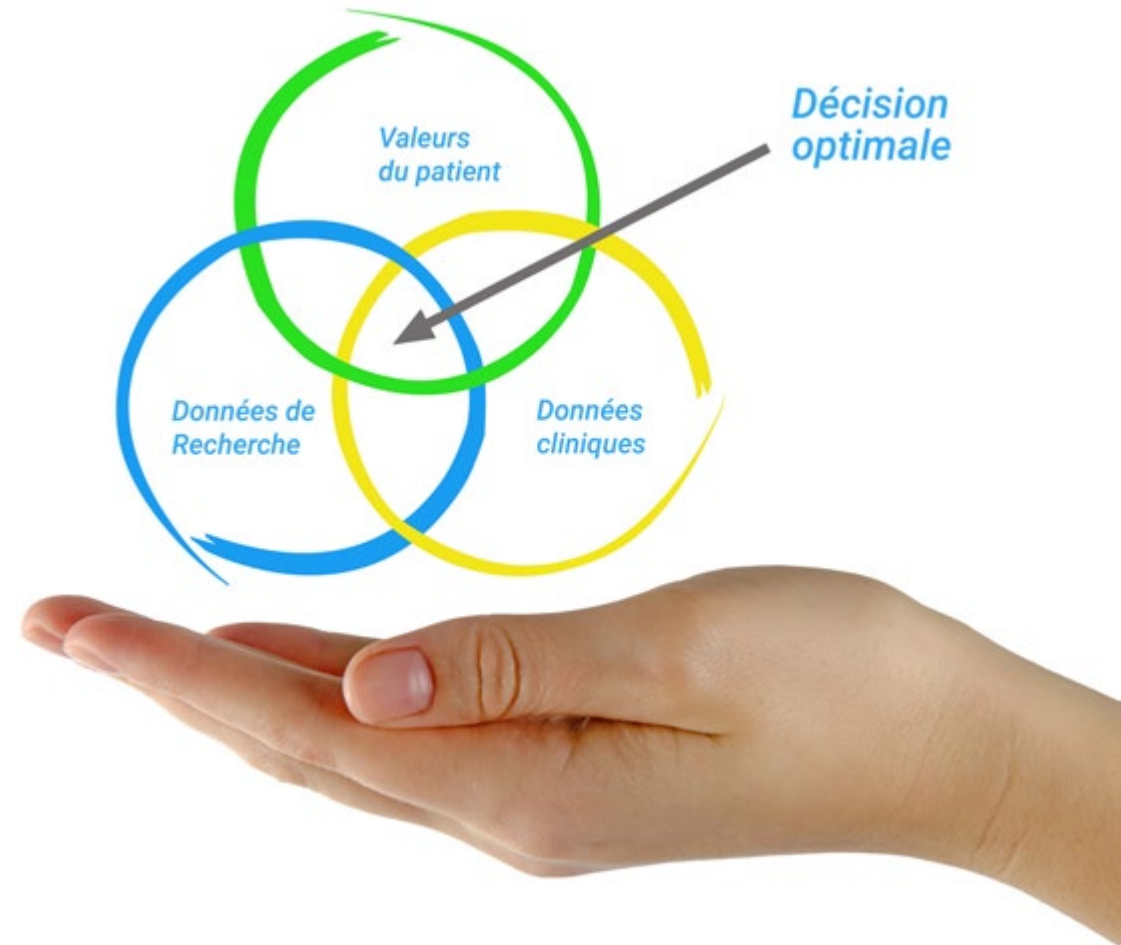 Valeurs
du patient
Décision
optimale
Données de
Recherche
Données
cliniques